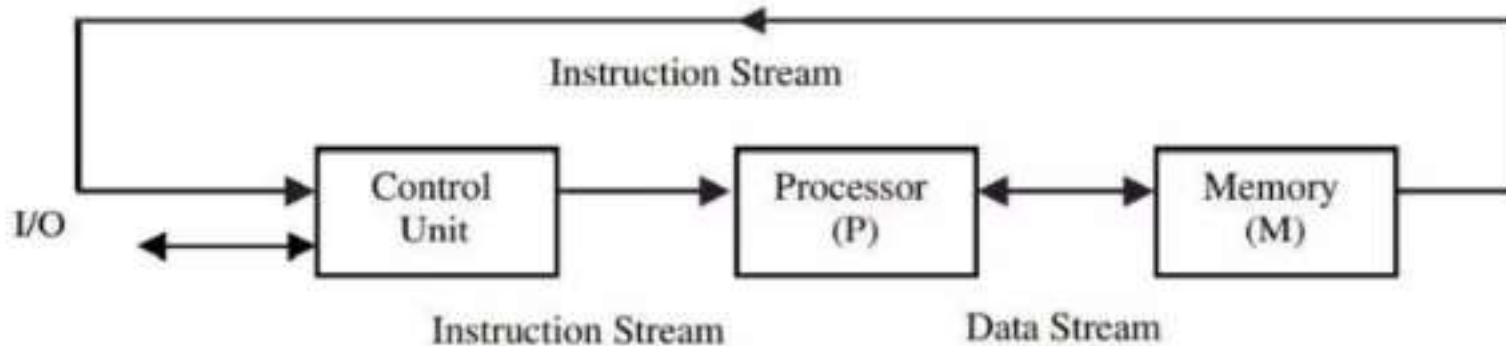 Instruction Stream
Control
Unit
Processor
(P)
Memory
(M)
I/O
Instruction Stream
Data Stream